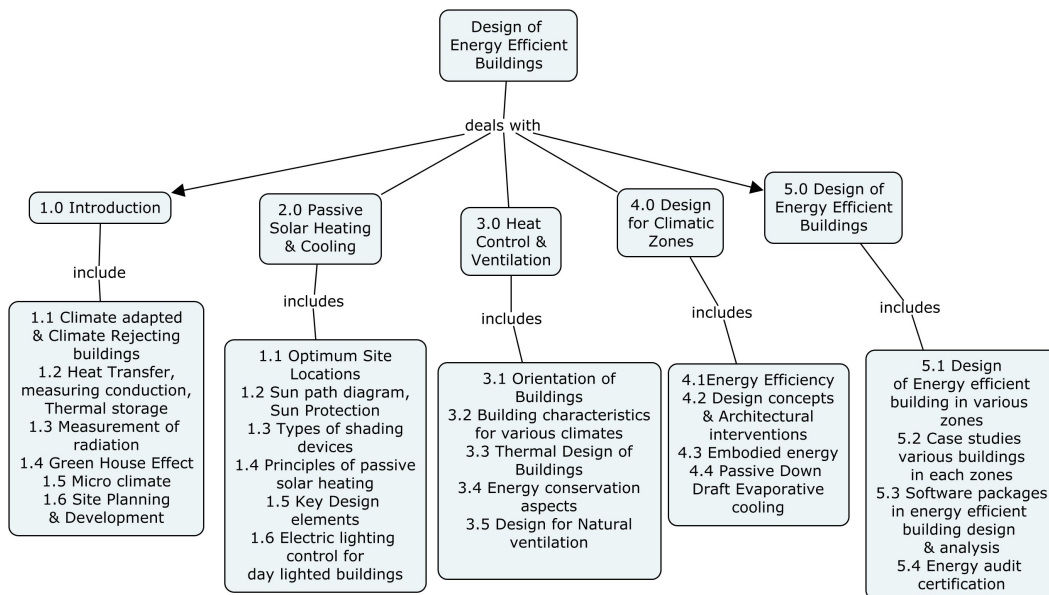 Design of
Energy Efficient
Buildings
deals with
1.0 Introduction
2.0 Passive
Solar Heating
& Cooling
3.0 Heat
Control &
Ventilation
4.0 Design
for Climatic
Zones
5.0 Design of
Energy Efficient
Buildings
include
includes
includes
includes
includes
1.1 Climate adapted
& Climate Rejecting
buildings
1.2 Heat Transfer,
measuring conduction,
Thermal storage
1.3 Measurement of
radiation
1.4 Green House Effect
1.5 Micro climate
1.6 Site Planning
& Development
1.1 Optimum Site
Locations
1.2 Sun path diagram,
Sun Protection
1.3 Types of shading
devices
1.4 Principles of passive
solar heating
1.5 Key Design
elements
1.6 Electric lighting
control for
day lighted buildings
3.1 Orientation of
Buildings
3.2 Building characteristics
for various climates
3.3 Thermal Design of
Buildings
3.4 Energy conservation
aspects
3.5 Design for Natural
ventilation
4.1Energy Efficiency
4.2 Design concepts
& Architectural
interventions
4.3 Embodied energy
4.4 Passive Down
Draft Evaporative
cooling
5.1 Design
of Energy efficient
building in various
zones
5.2 Case studies
various buildings
in each zones
5.3 Software packages
in energy efficient
building design
& analysis
5.4 Energy audit
certification